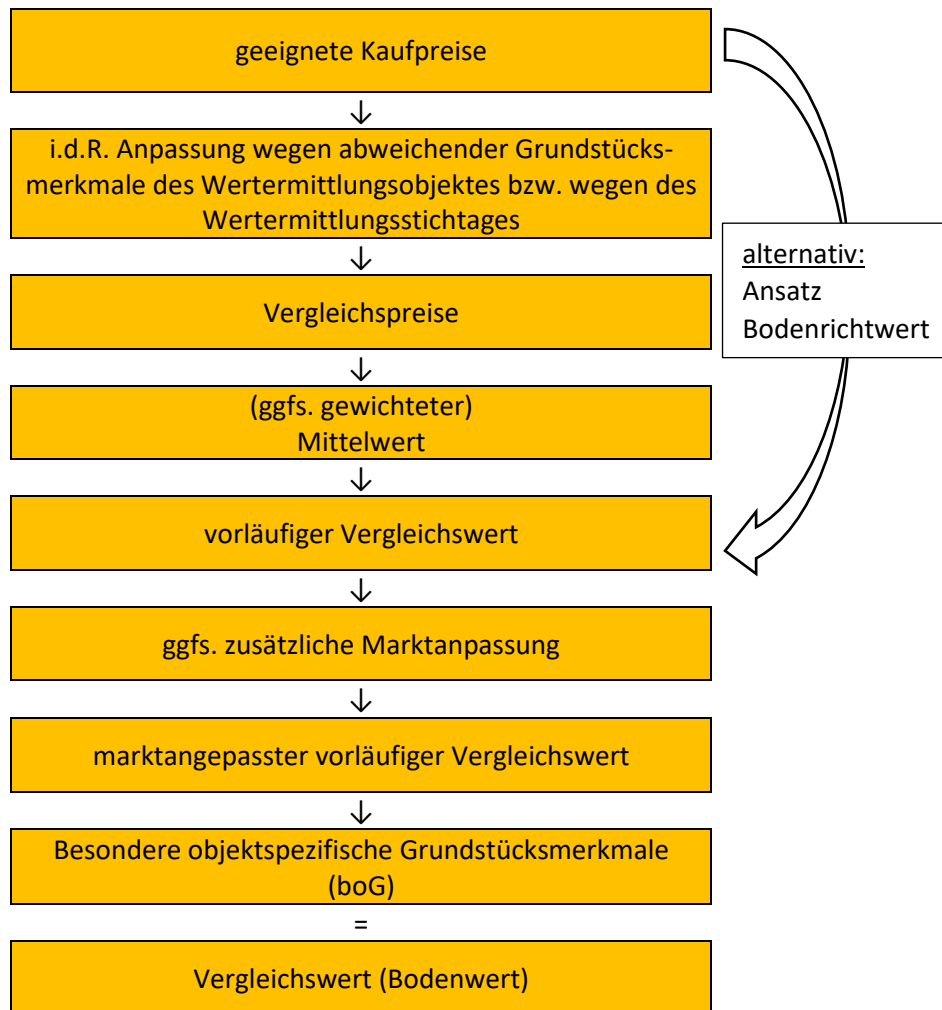 geeignete Kaufpreise
↓
i.d.R. Anpassung wegen abweichender Grundstücks-
merkmale des Wertermittlungsobjektes bzw. wegen des
Wertermittlungsstichtages
↓
Vergleichspreise
↓
(ggfs. gewichteter)
Mittelwert
↓
vorläufiger Vergleichswert
↓
ggfs. zusätzliche Marktanpassung
↓
marktangepasster vorläufiger Vergleichswert
↓
Besondere objektspezifische Grundstücksmerkmale
(boG)
=
Vergleichswert (Bodenwert)
alternativ:
Ansatz
Bodenrichtwert